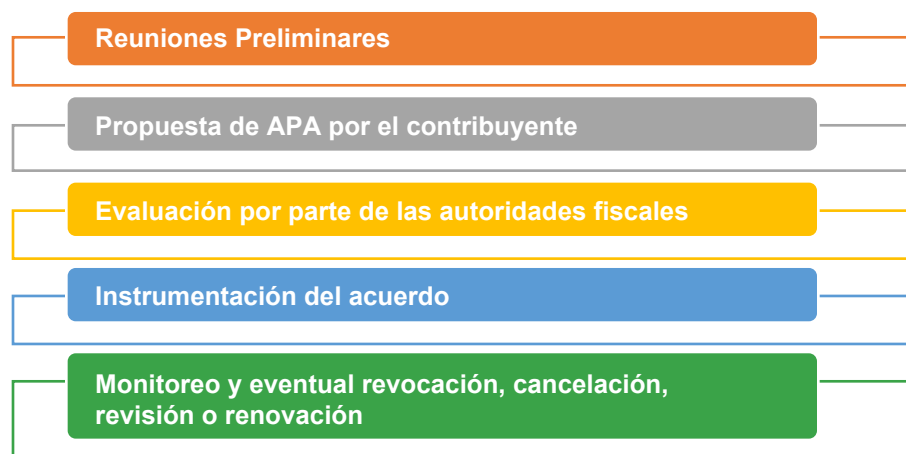 Reuniones Preliminares
Propuesta de APA por el contribuyente
Evaluación por parte de las autoridades fiscales
Instrumentación del acuerdo
Monitoreo y eventual revocación, cancelación,
revisión o renovación